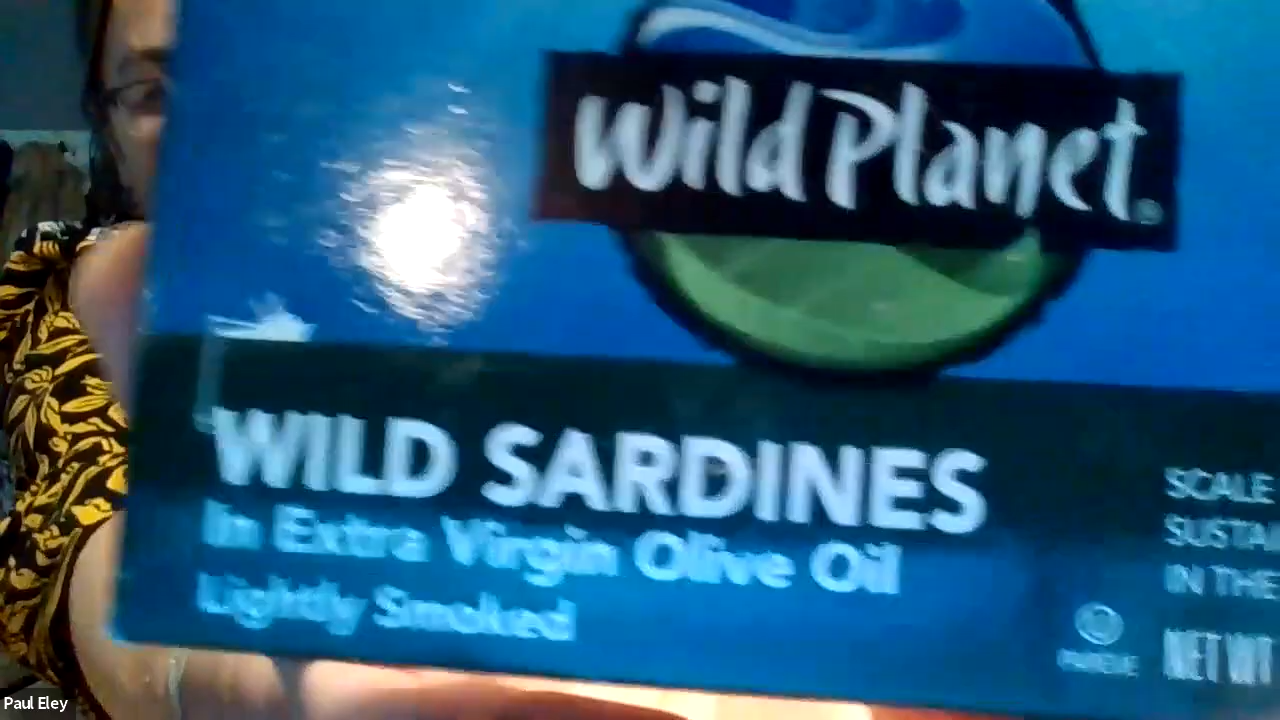 Wild Planet®
WILD SARDINES
In Extra Virgin Olive Oil
Lightly Smoked
SCALE
SUSTAI
IN THE
NET WT
Paul Eley